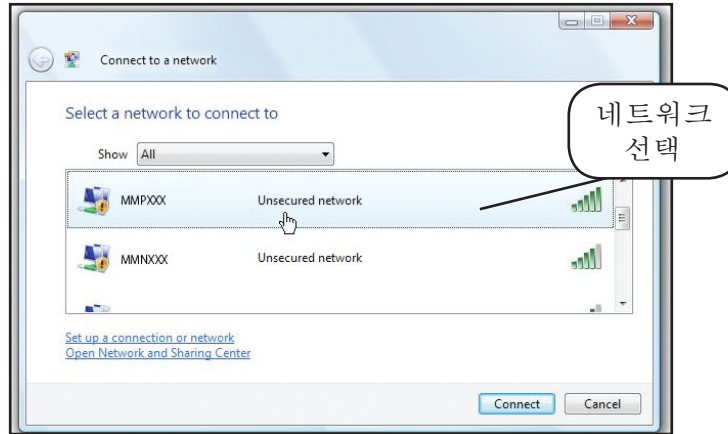 Connect to a network
Select a network to connect to
Show All
네트워크
선택
MMPXXX Unsecured network
MMNXXX Unsecured network
Set up a connection or network
Open Network and Sharing Center
Connect Cancel